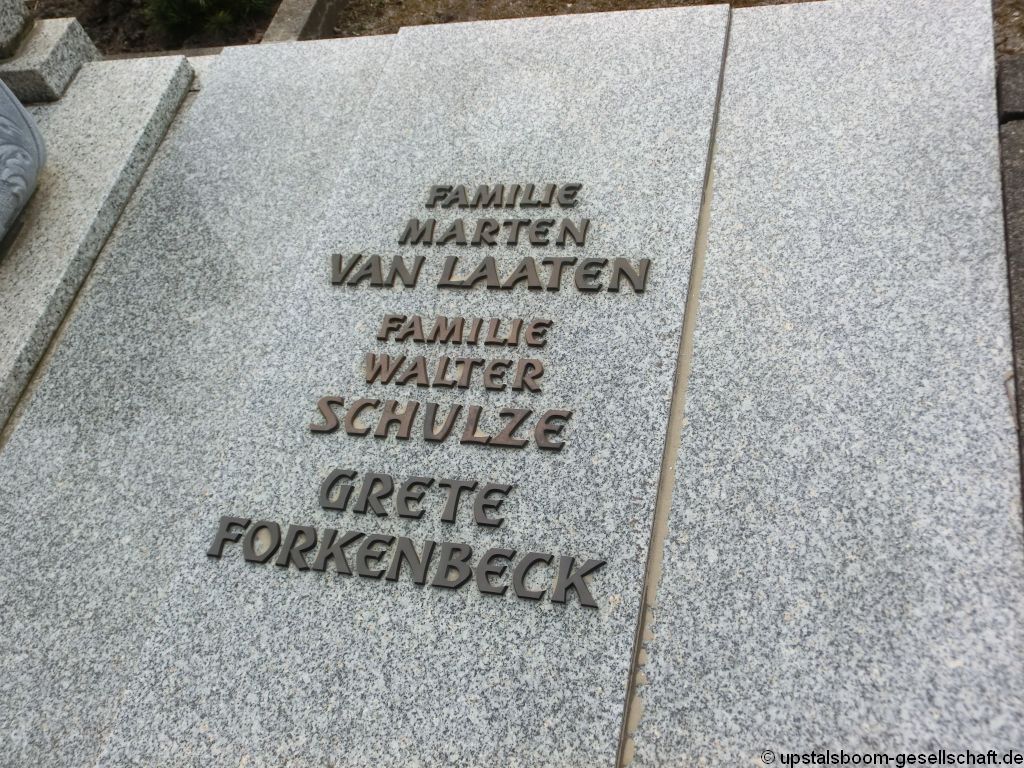 FAMILIE
MARTEN
VAN LAATEN
FAMILIE
WALTER
SCHULZE
GRETE
FORKENBECK
© upstalsboom-gesellschaft.de